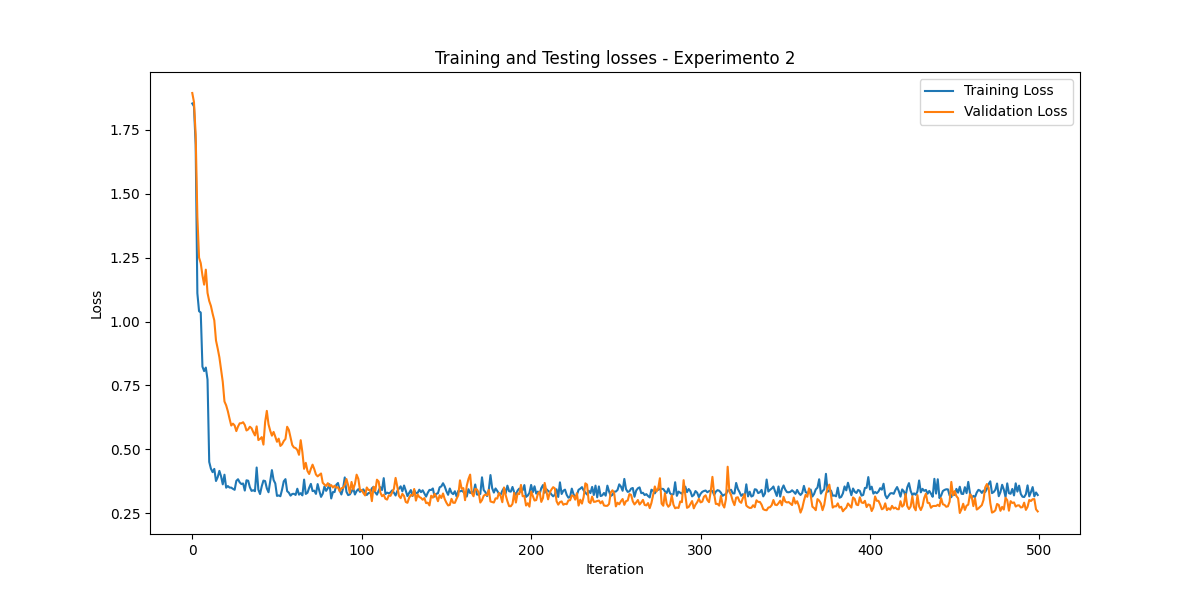 Training and Testing losses - Experimento 2
Training Loss
Validation Loss
1.75
1.50
1.25
1.00
0.75
0.50
0.25
Loss
0
100
200
300
400
500
Iteration